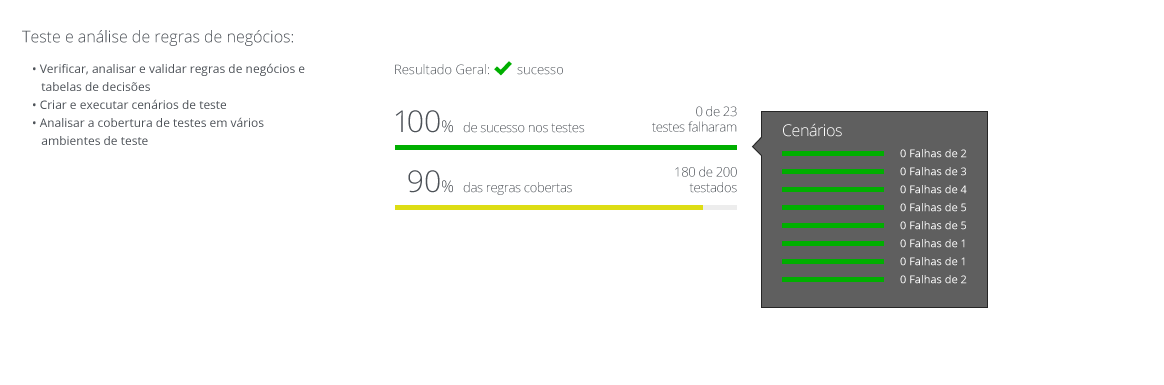 Teste e análise de regras de negócios:
• Verificar, analisar e validar regras de negócios e
tabelas de decisões
• Criar e executar cenários de teste
• Analisar a cobertura de testes em vários
ambientes de teste
Resultado Geral: sucesso
100% de sucesso nos testes
0 de 23
testes falharam
90% das regras cobertas
180 de 200
testados
Cenários
0 Falhas de 2
0 Falhas de 3
0 Falhas de 4
0 Falhas de 5
0 Falhas de 5
0 Falhas de 1
0 Falhas de 1
0 Falhas de 2